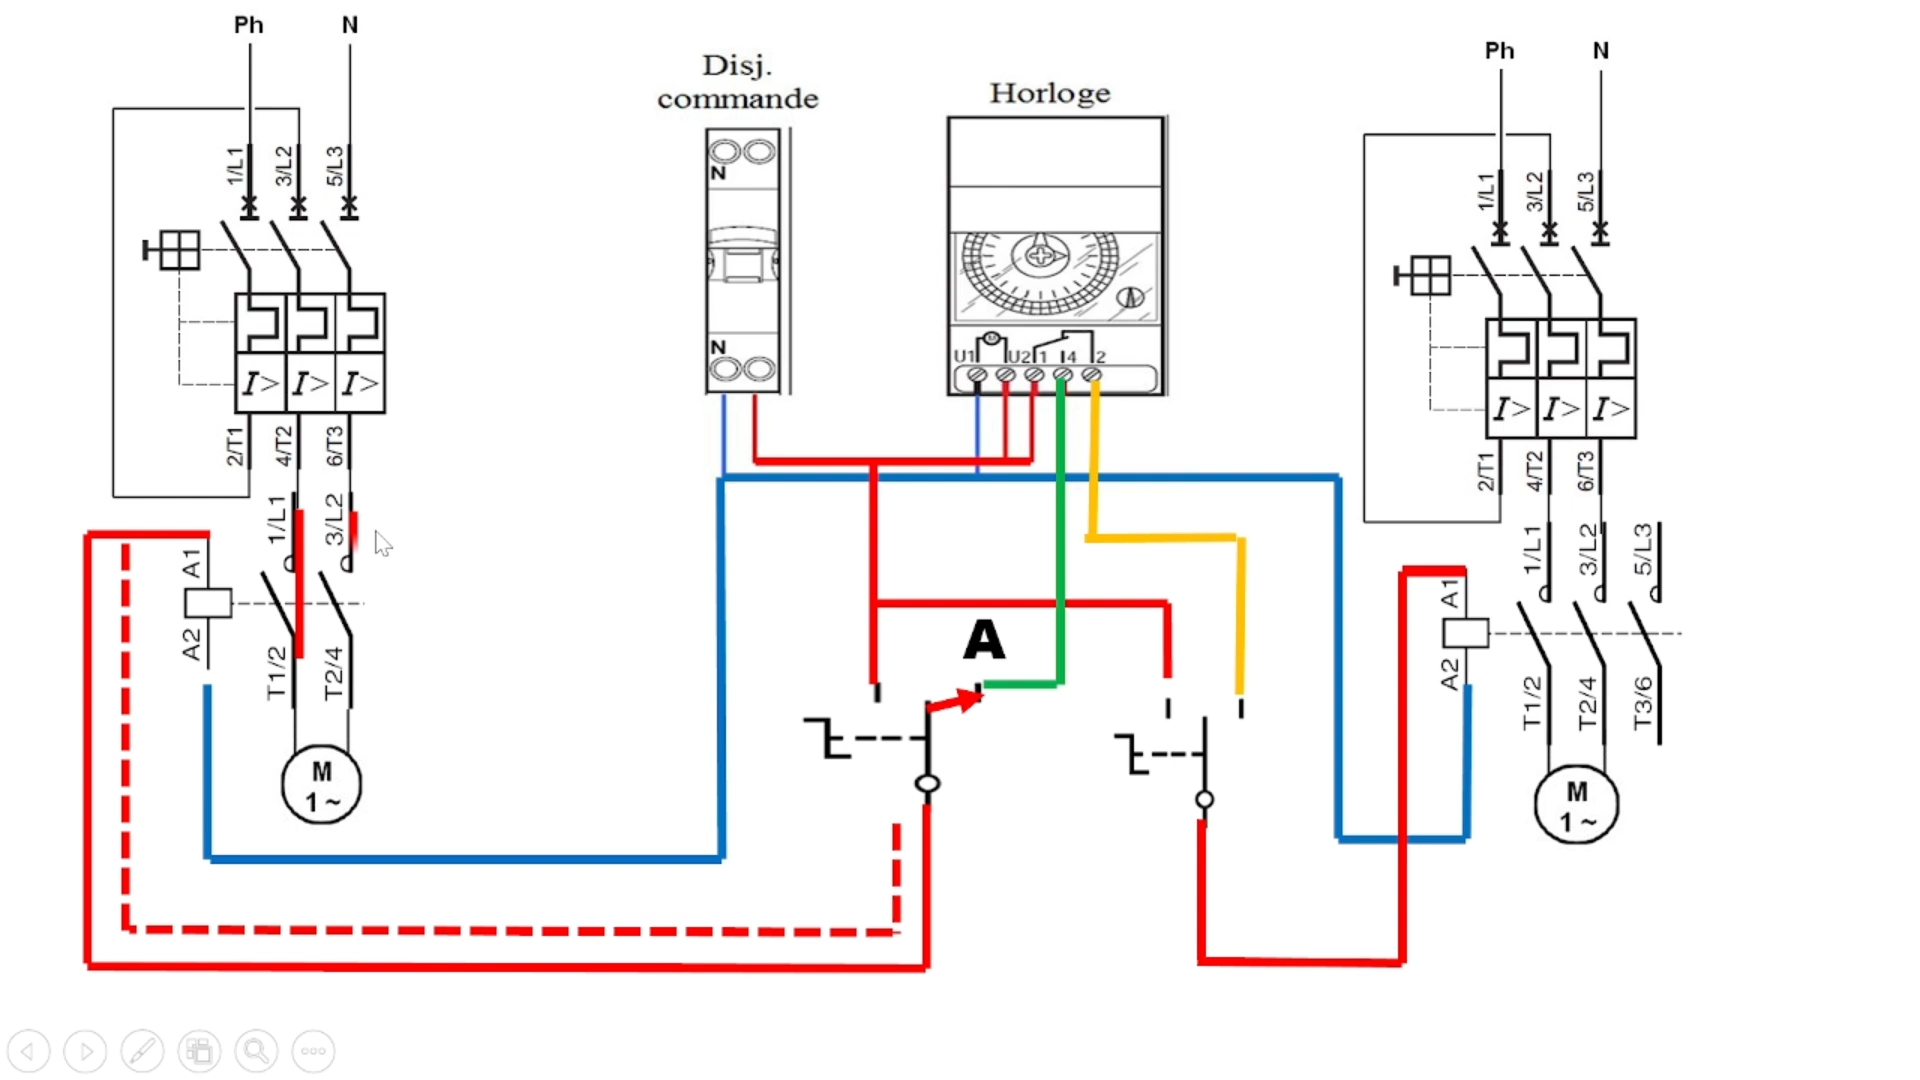 Ph N
1/L1 3/L2 5/L3
I> I> I>
2/T1 4/T2 6/T3
1/L1 3/L2
A1
A2
T1/2 T2/4
M
1 ~
Disj.
commande
N
N
Horloge
U1 M U2 1 4 2
A
Ph N
1/L1 3/L2 5/L3
I> I> I>
2/T1 4/T2 6/T3
1/L1 3/L2 5/L3
A1
A2
T1/2 T2/4 T3/6
M
1 ~